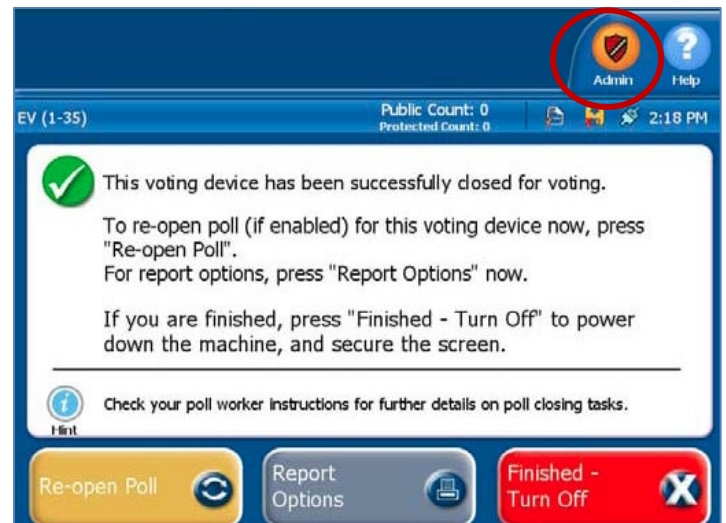 Admin
Help
EV (1-35)
Public Count: 0
Protected Count: 0
2:18 PM
This voting device has been successfully closed for voting.
To re-open poll (if enabled) for this voting device now, press
"Re-open Poll".
For report options, press "Report Options" now.
If you are finished, press "Finished - Turn Off" to power
down the machine, and secure the screen.
Check your poll worker instructions for further details on poll closing tasks.
Hint
Re-open Poll
Report
Options
Finished -
Turn Off